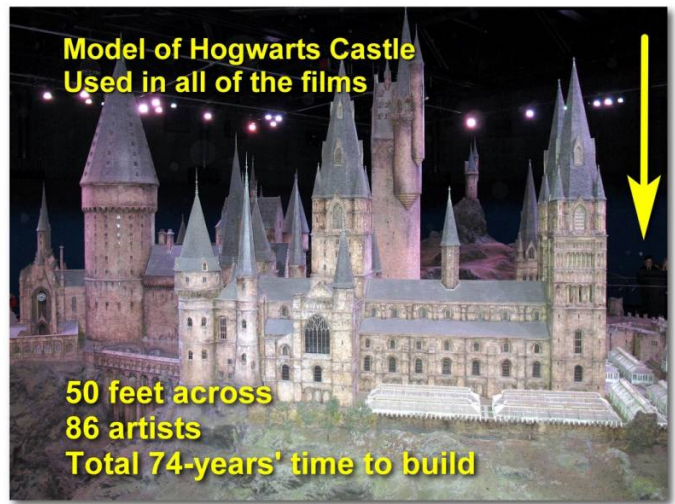 Model of Hogwarts Castle
Used in all of the films
50 feet across
86 artists
Total 74-years' time to build